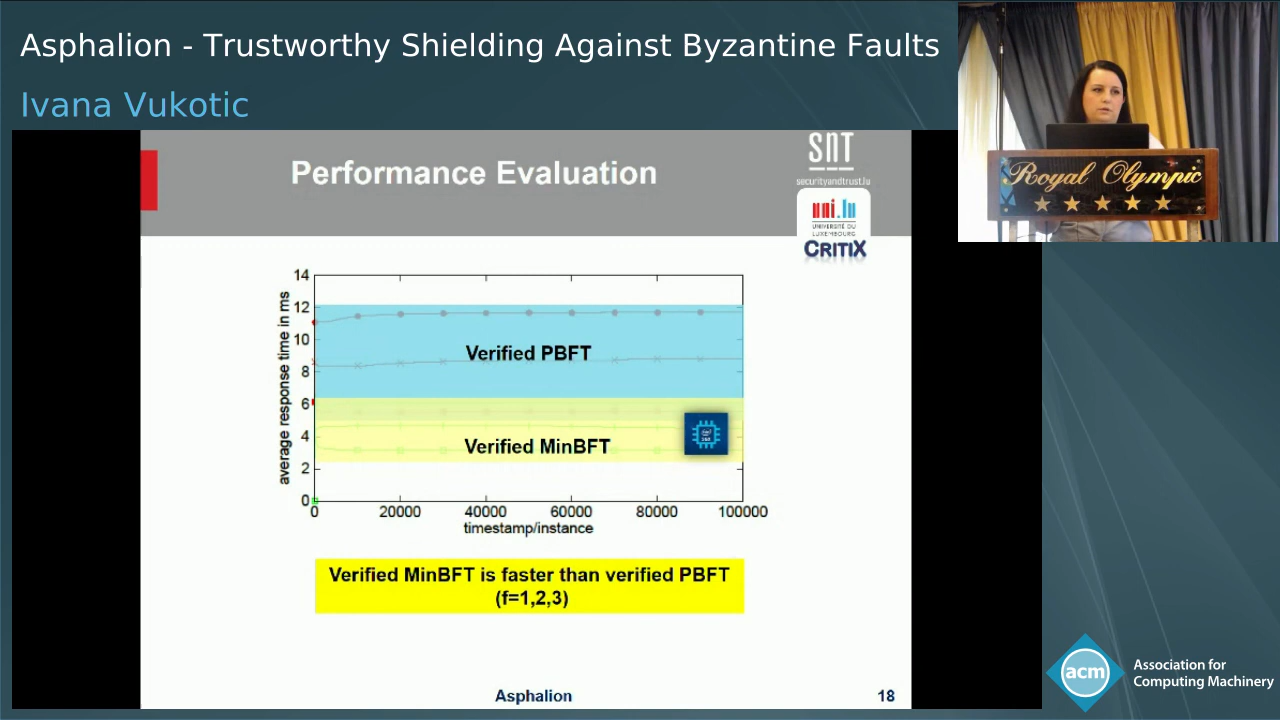 Asphalion - Trustworthy Shielding Against Byzantine Faults
Ivana Vukotic
Performance Evaluation
SNT
securityandtrust.lu
uni.lu
UNIVERSITÉ DU
LUXEMBOURG
CRITIX
Royal Olympic
average response time in ms
14
12
10
8
6
4
2
0
Verified PBFT
Verified MinBFT
0 20000 40000 60000 80000 100000
timestamp/instance
Verified MinBFT is faster than verified PBFT
(f=1,2,3)
Asphalion
18
acm
Association for
Computing Machinery